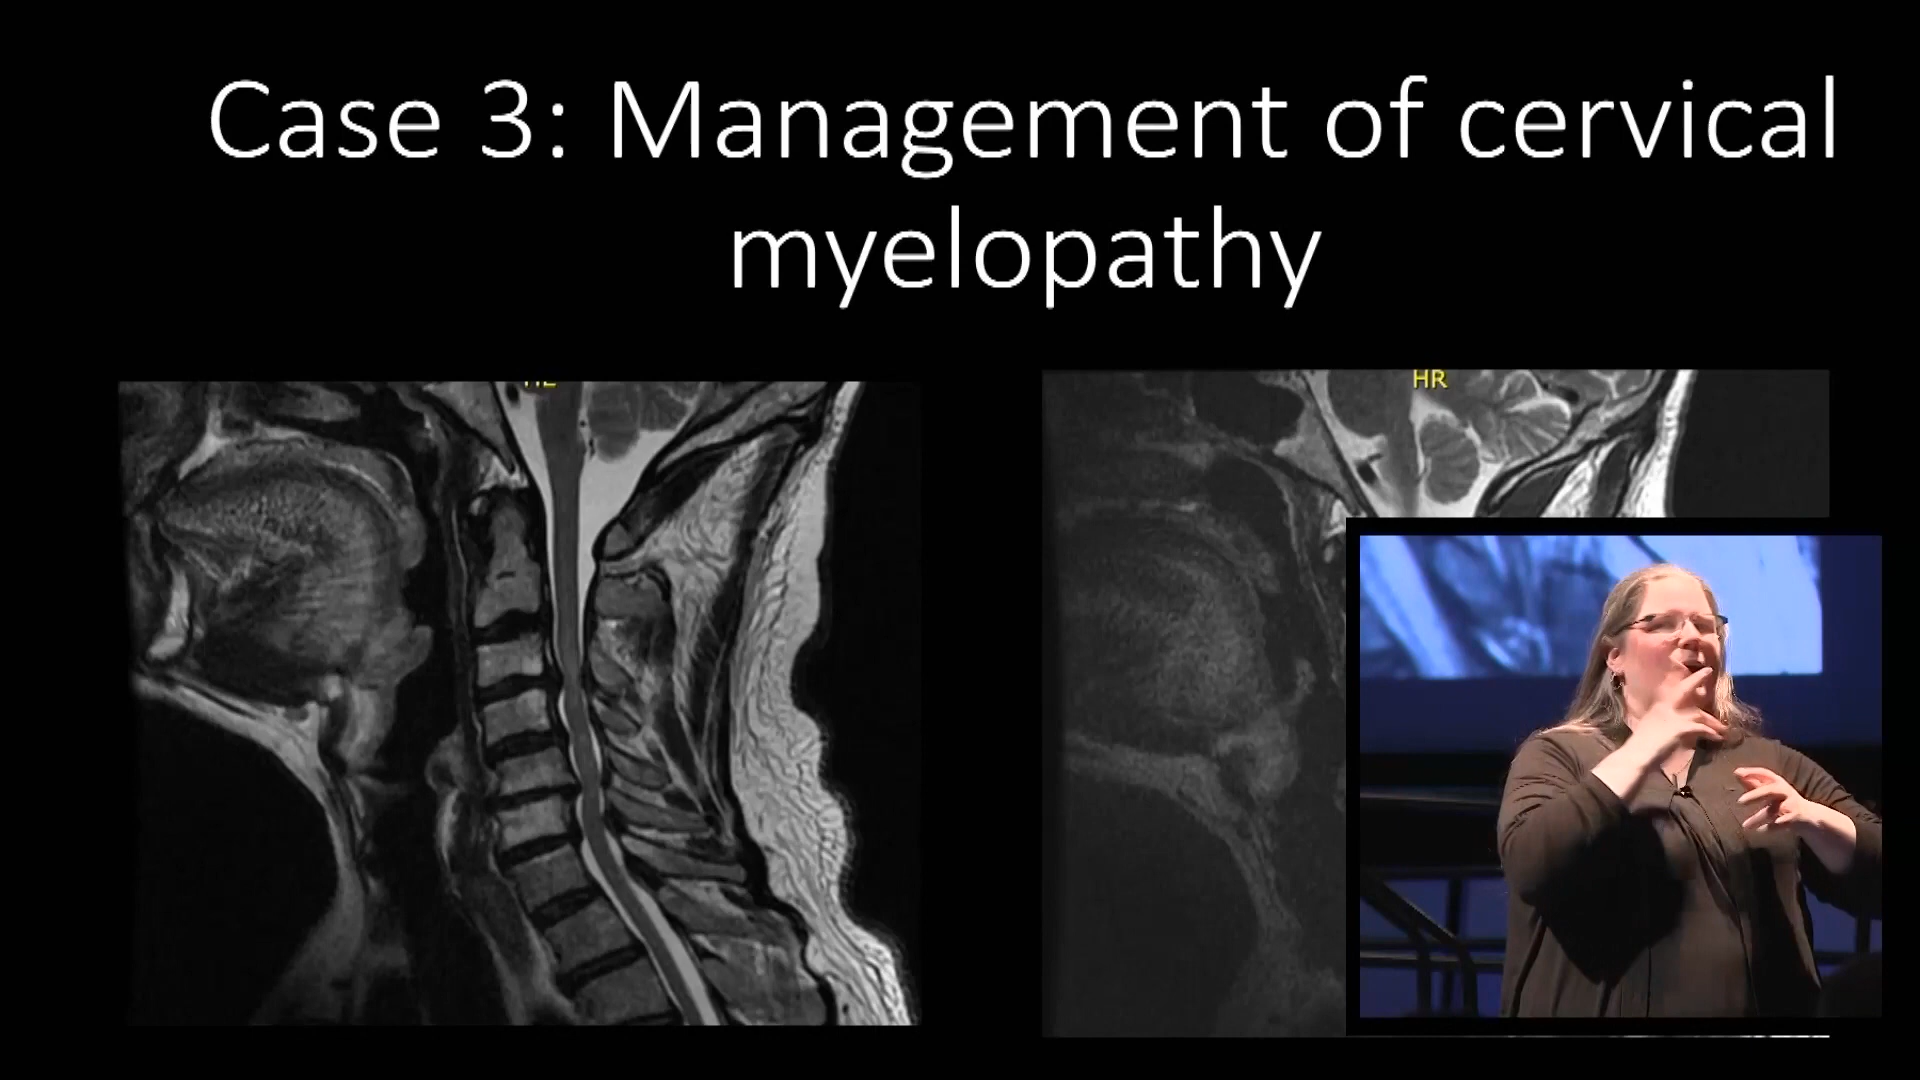 Case 3: Management of cervical
myelopathy
HR